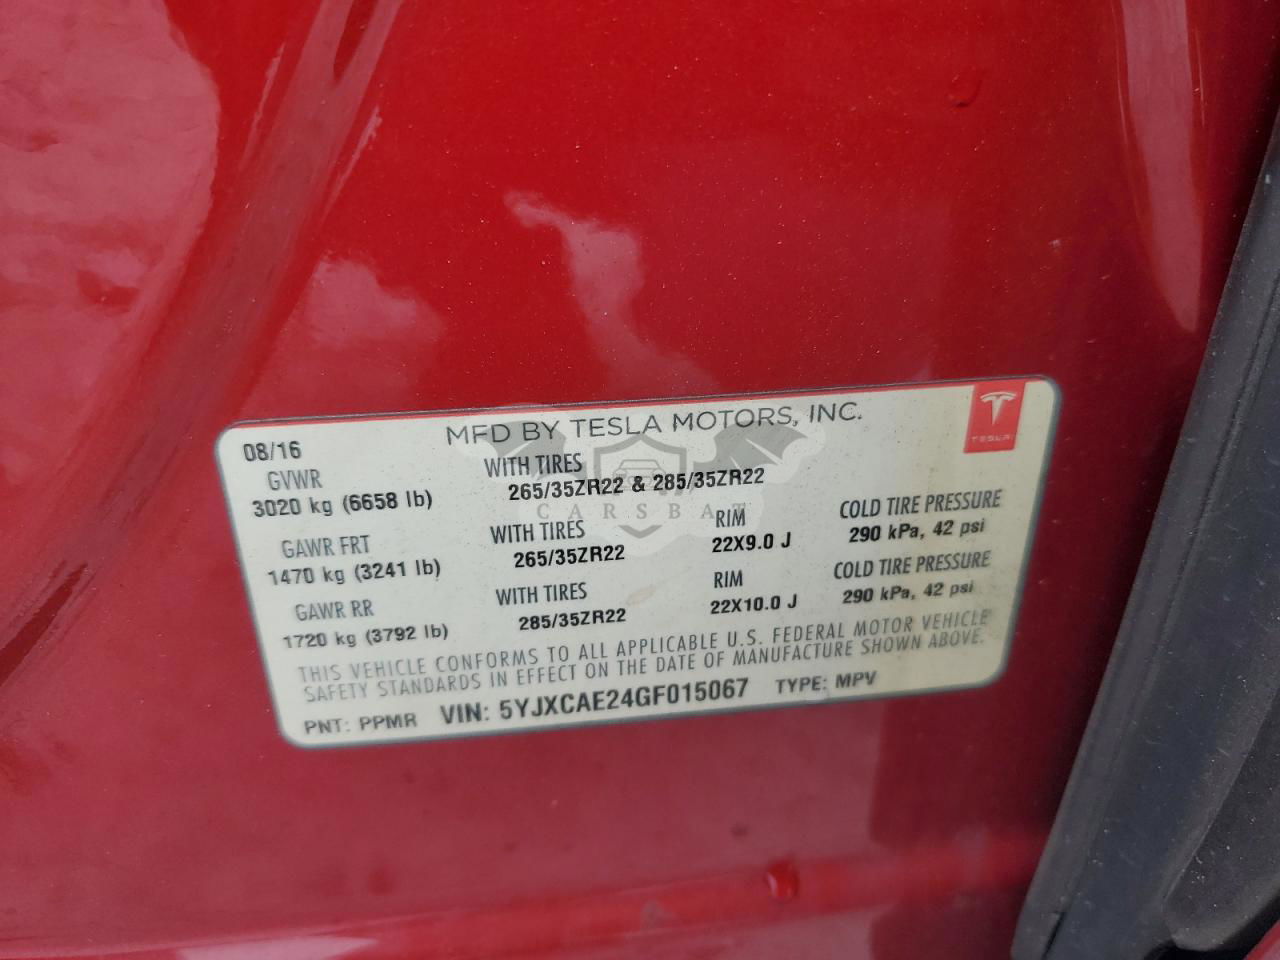 MFD BY TESLA MOTORS, INC.
TESLA
08/16
GVWR
3020 kg (6658 lb)
WITH TIRES
265/35ZR22 & 285/35ZR22
CARSBAT
GAWR FRT
1470 kg (3241 lb)
WITH TIRES
265/35ZR22
RIM
22X9.0 J
COLD TIRE PRESSURE
290 kPa, 42 psi
GAWR RR
1720 kg (3792 lb)
WITH TIRES
285/35ZR22
RIM
22X10.0 J
COLD TIRE PRESSURE
290 kPa, 42 psi
THIS VEHICLE CONFORMS TO ALL APPLICABLE U.S. FEDERAL MOTOR VEHICLE
SAFETY STANDARDS IN EFFECT ON THE DATE OF MANUFACTURE SHOWN ABOVE.
PNT: PPMR VIN: 5YJXCAE24GF015067 TYPE: MPV